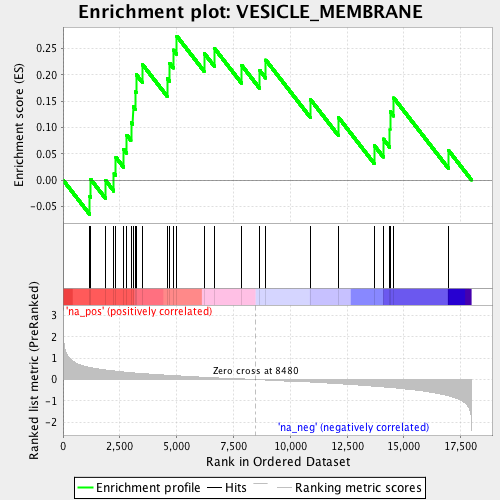 Enrichment plot: VESICLE_MEMBRANE
Enrichment score (ES)
0.25
0.20
0.15
0.10
0.05
0.00
-0.05
'na_pos' (positively correlated)
Ranked list metric (PreRanked)
3
2
1
0
-1
-2
Zero cross at 8480
'na_neg' (negatively correlated)
0
2,500
5,000
7,500
10,000
12,500
15,000
17,500
Rank in Ordered Dataset
Enrichment profile
Hits
Ranking metric scores